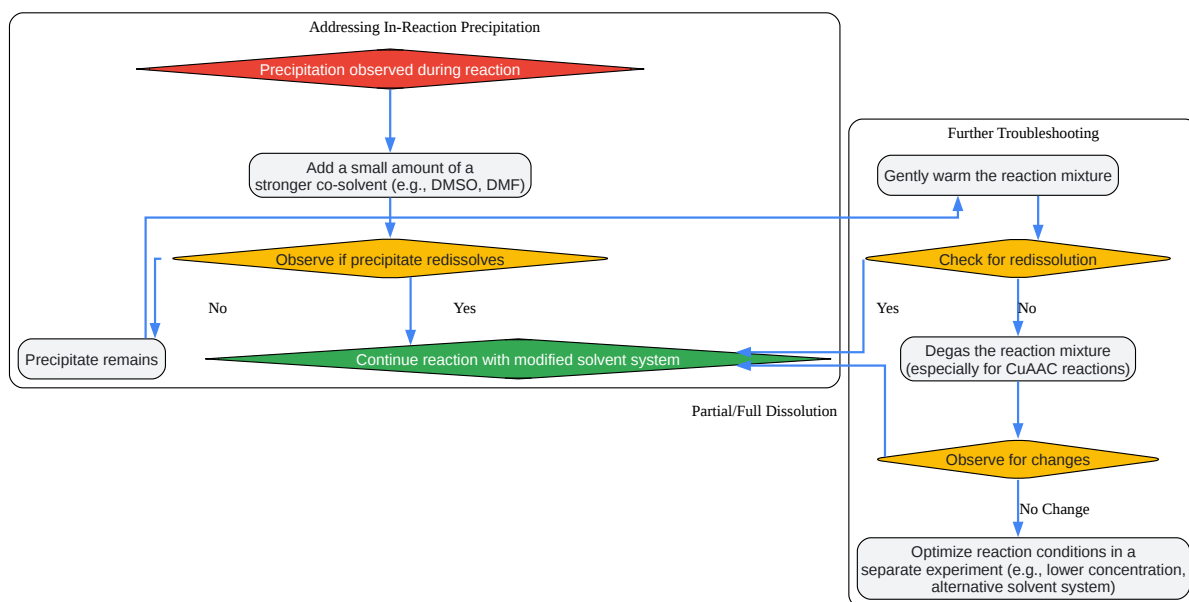 Addressing In-Reaction Precipitation
Precipitation observed during reaction
Add a small amount of a
stronger co-solvent (e.g., DMSO, DMF)
Observe if precipitate redissolves
No
Yes
Precipitate remains
Continue reaction with modified solvent system
Partial/Full Dissolution
Further Troubleshooting
Gently warm the reaction mixture
Check for redissolution
Yes
No
Degas the reaction mixture
(especially for CuAAC reactions)
Observe for changes
No Change
Optimize reaction conditions in a
separate experiment (e.g., lower concentration,
alternative solvent system)